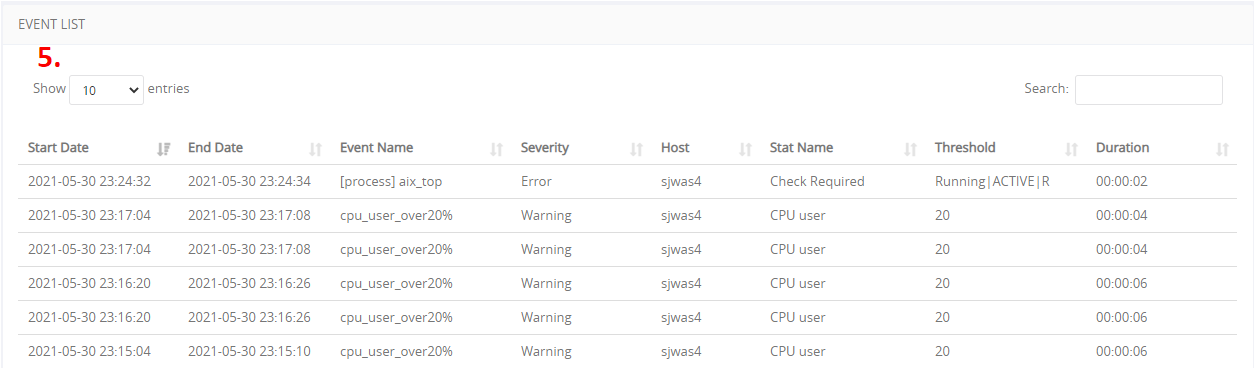 EVENT LIST
5.
Show 10 entries Search:
Start Date End Date Event Name Severity Host Stat Name Threshold Duration
2021-05-30 23:24:32 2021-05-30 23:24:34 [process] aix_top Error sjwas4 Check Required Running|ACTIVE|R 00:00:02
2021-05-30 23:17:04 2021-05-30 23:17:08 cpu_user_over20% Warning sjwas4 CPU user 20 00:00:04
2021-05-30 23:17:04 2021-05-30 23:17:08 cpu_user_over20% Warning sjwas4 CPU user 20 00:00:04
2021-05-30 23:16:20 2021-05-30 23:16:26 cpu_user_over20% Warning sjwas4 CPU user 20 00:00:06
2021-05-30 23:16:20 2021-05-30 23:16:26 cpu_user_over20% Warning sjwas4 CPU user 20 00:00:06
2021-05-30 23:15:04 2021-05-30 23:15:10 cpu_user_over20% Warning sjwas4 CPU user 20 00:00:06